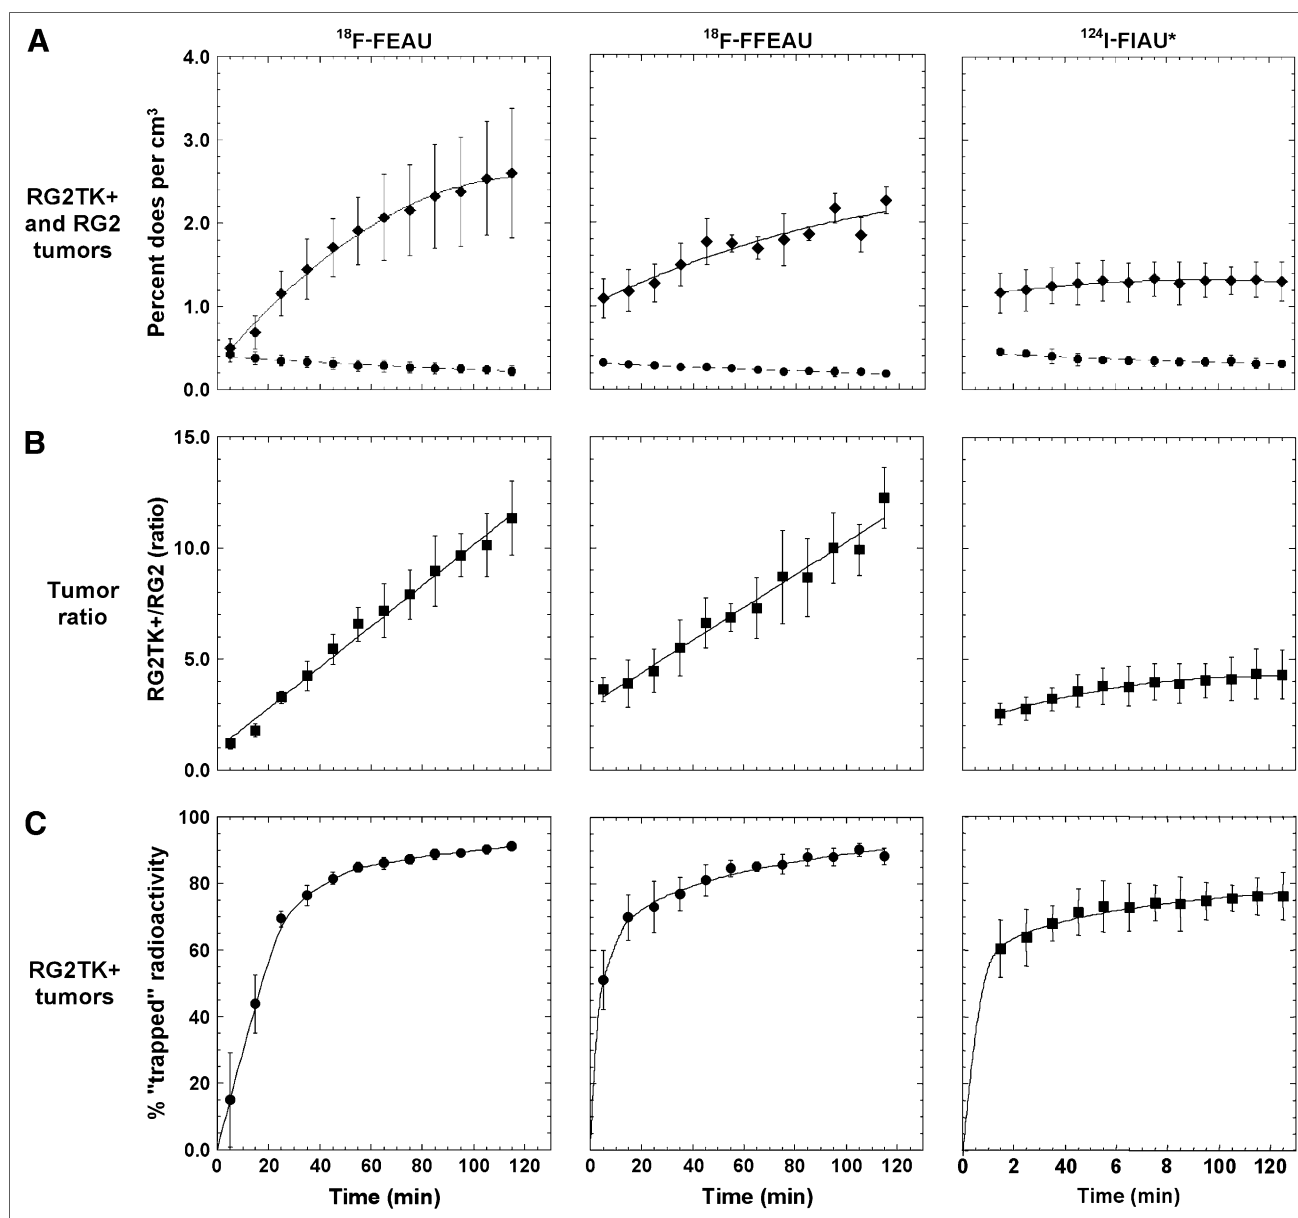 A
¹⁸F-FEAU
¹⁸F-FFEAU
¹²⁴I-FIAU*
RG2TK+
and RG2
tumors
Percent does per cm³
4.0
3.0
2.0
1.0
0.0
B
Tumor
ratio
RG2TK+/RG2 (ratio)
15.0
10.0
5.0
0.0
C
RG2TK+
tumors
% "trapped" radioactivity
100
80
60
40
20
0.0
0 20 40 60 80 100 120
0 20 40 60 80 100 120
0 2 40 6 80 100 120
Time (min)
Time (min)
Time (min)